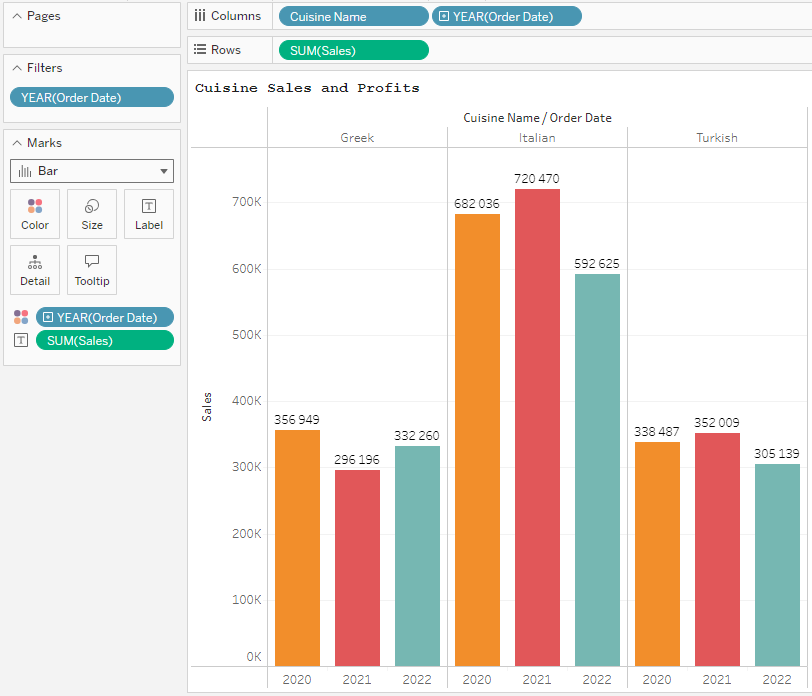 Pages
Filters
YEAR(Order Date)
Marks
Bar
Color Size Label
Detail Tooltip
YEAR(Order Date)
SUM(Sales)
Columns Cuisine Name YEAR(Order Date)
Rows SUM(Sales)
Cuisine Sales and Profits
Cuisine Name / Order Date
Greek Italian Turkish
720 470
700K
682 036
600K
592 625
500K
400K
Sales
356 949
296 196
332 260
338 487
352 009
305 139
300K
200K
100K
0K
2020 2021 2022 2020 2021 2022 2020 2021 2022